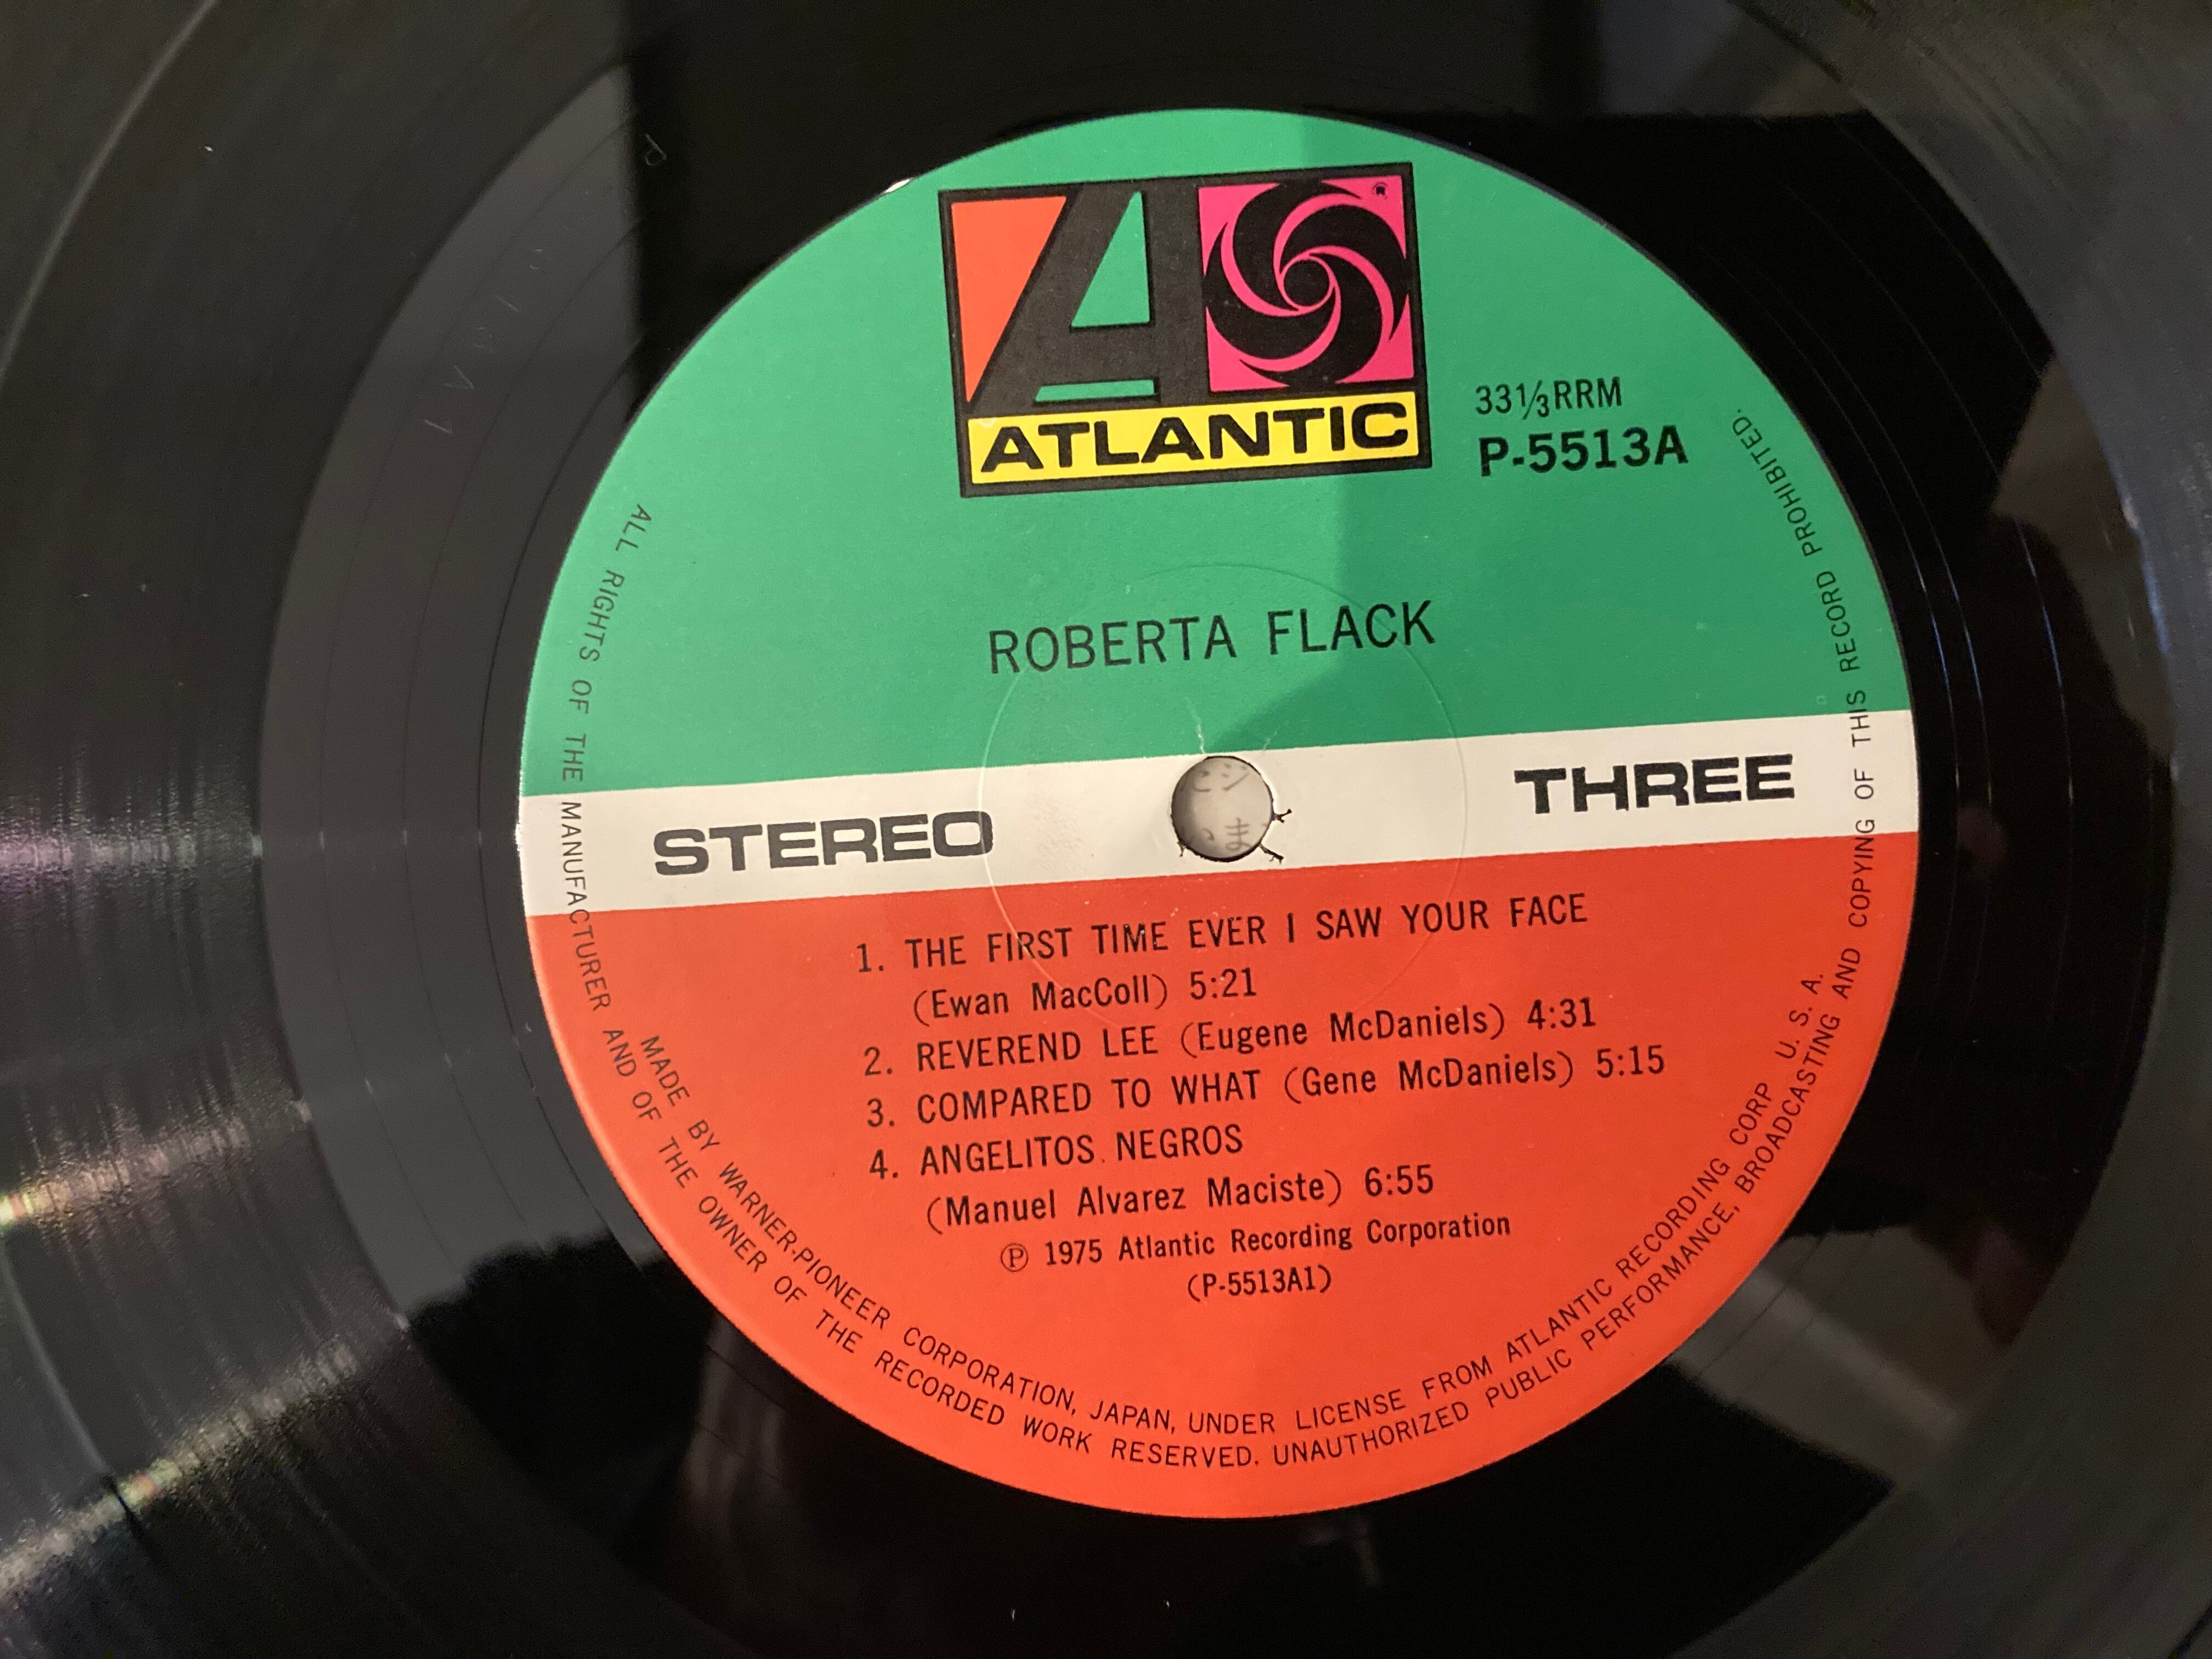 ATLANTIC
33⅓RRM
P-5513A
ROBERTA FLACK
STEREO
THREE
1. THE FIRST TIME EVER I SAW YOUR FACE
(Ewan MacColl) 5:21
2. REVEREND LEE (Eugene McDaniels) 4:31
3. COMPARED TO WHAT (Gene McDaniels) 5:15
4. ANGELITOS NEGROS
(Manuel Alvarez Maciste) 6:55
Ⓟ 1975 Atlantic Recording Corporation
(P-5513A1)
MADE BY WARNER-PIONEER CORPORATION, JAPAN, UNDER LICENSE FROM ATLANTIC RECORDING CORP U. S. A.
ALL RIGHTS OF THE MANUFACTURER AND OF THE OWNER OF THE RECORDED WORK RESERVED. UNAUTHORIZED PUBLIC PERFORMANCE, BROADCASTING AND COPYING OF THIS RECORD PROHIBITED.